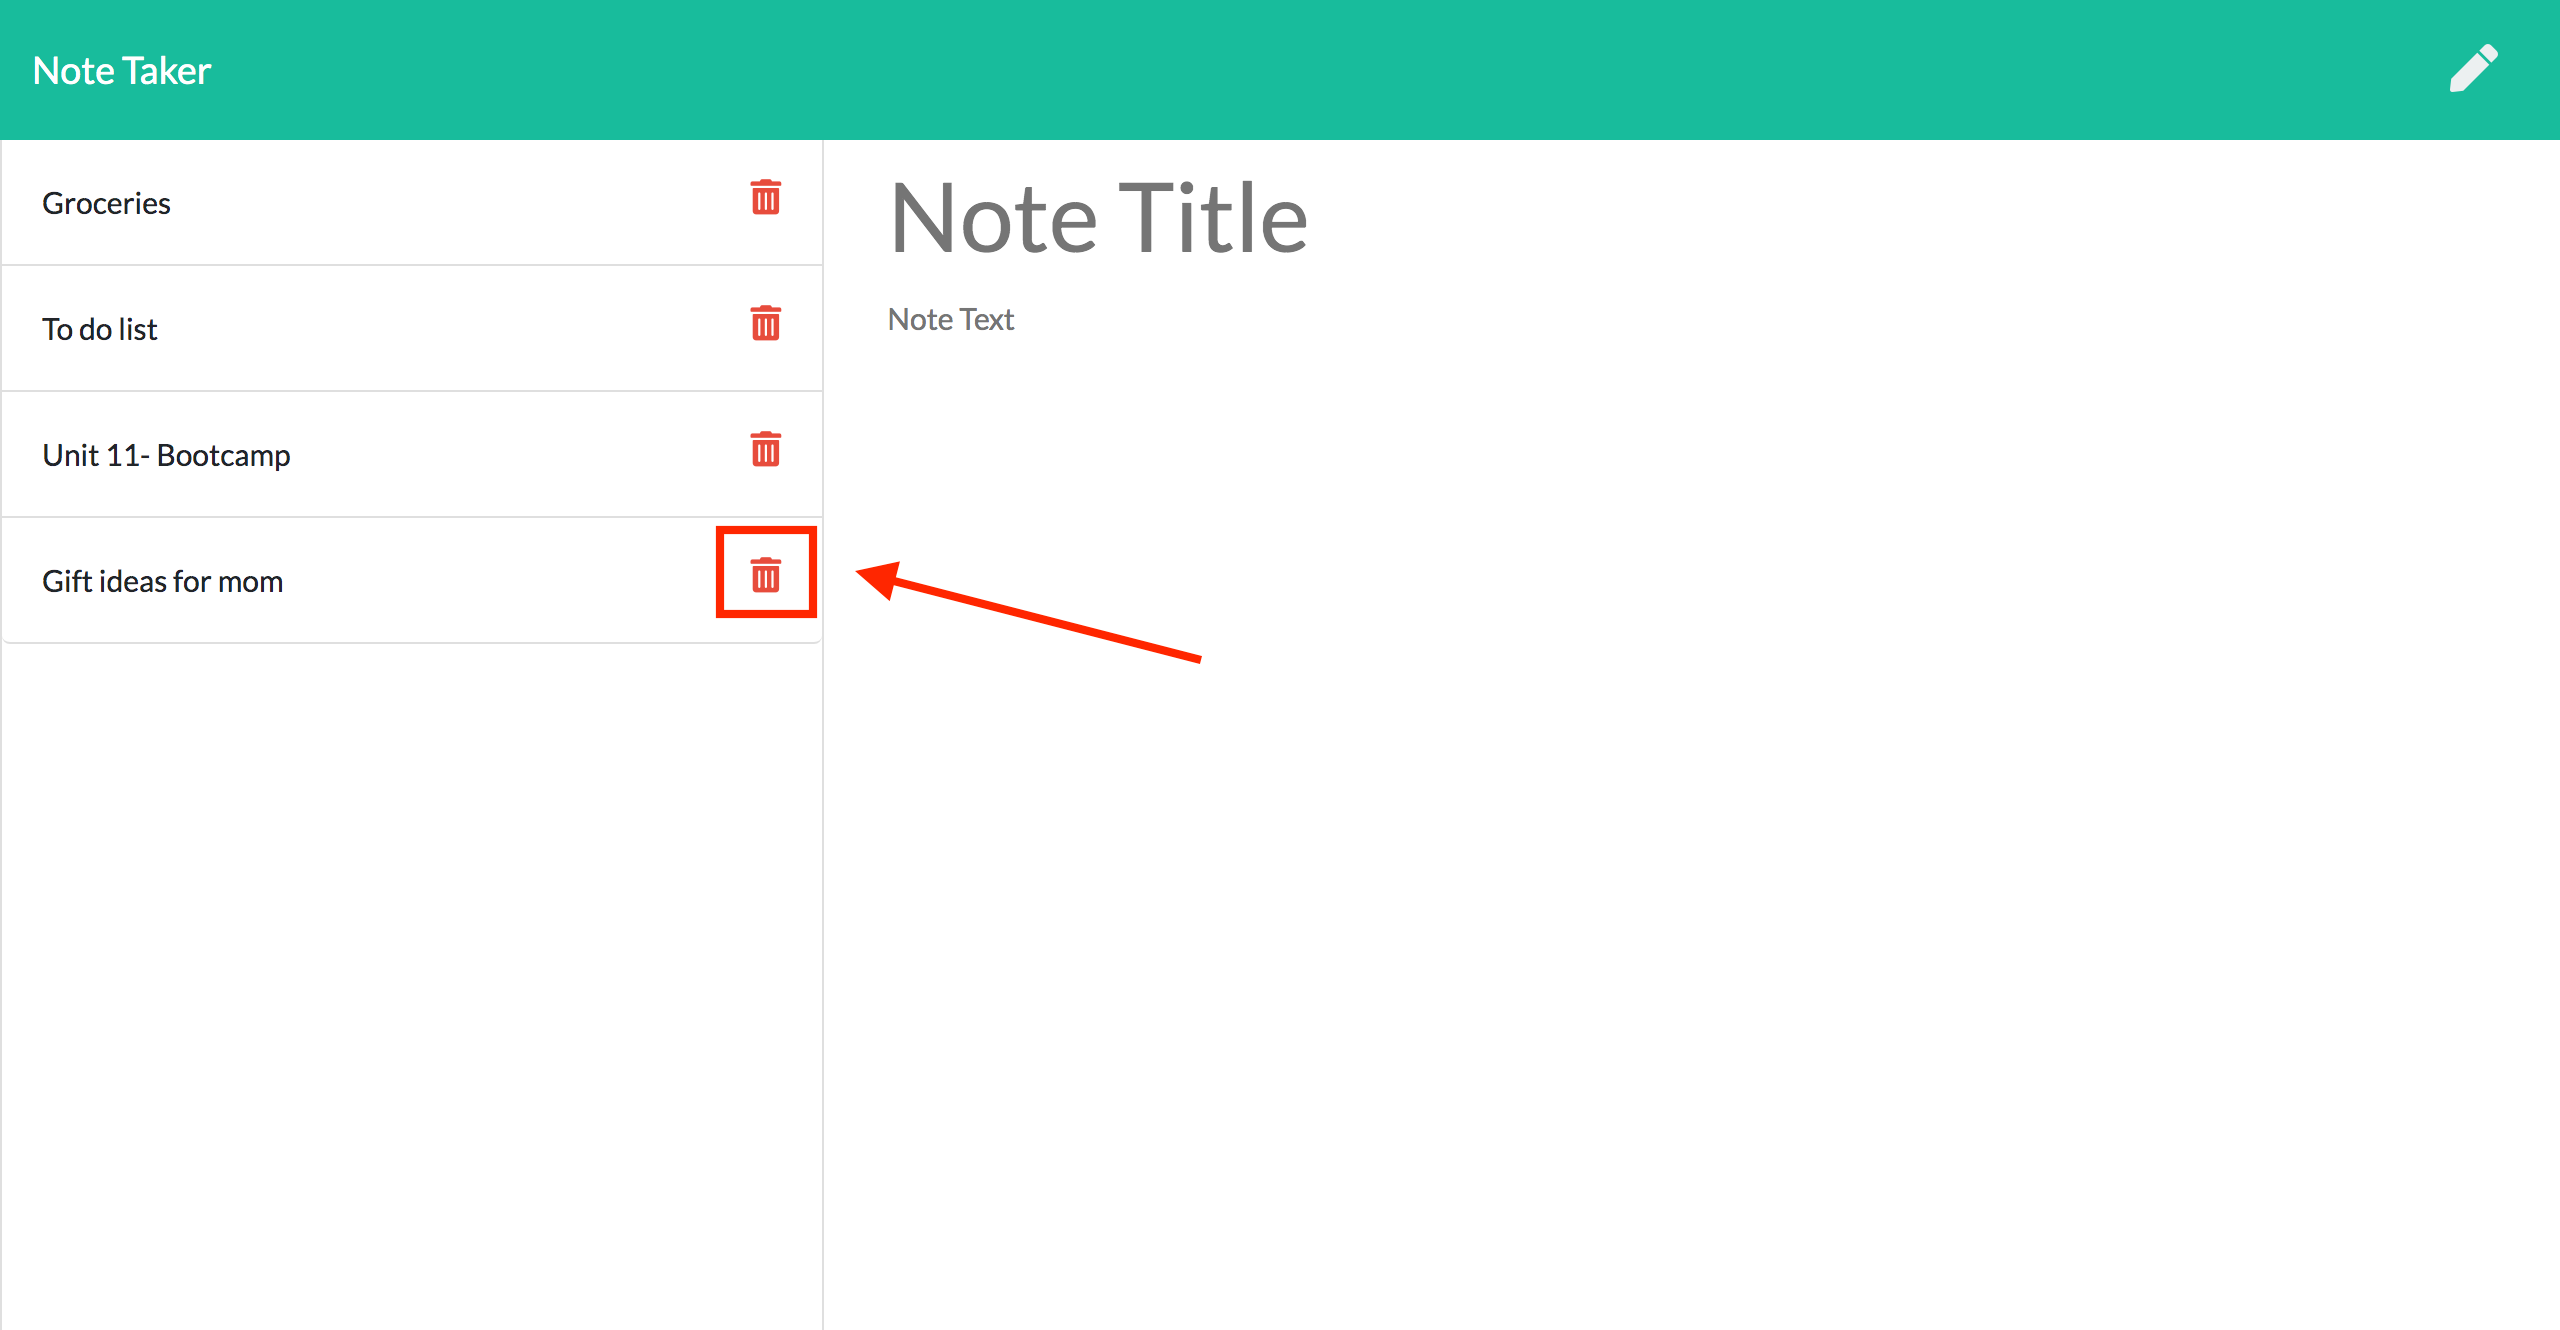 Note Taker
Groceries
To do list
Unit 11- Bootcamp
Gift ideas for mom
Note Title
Note Text